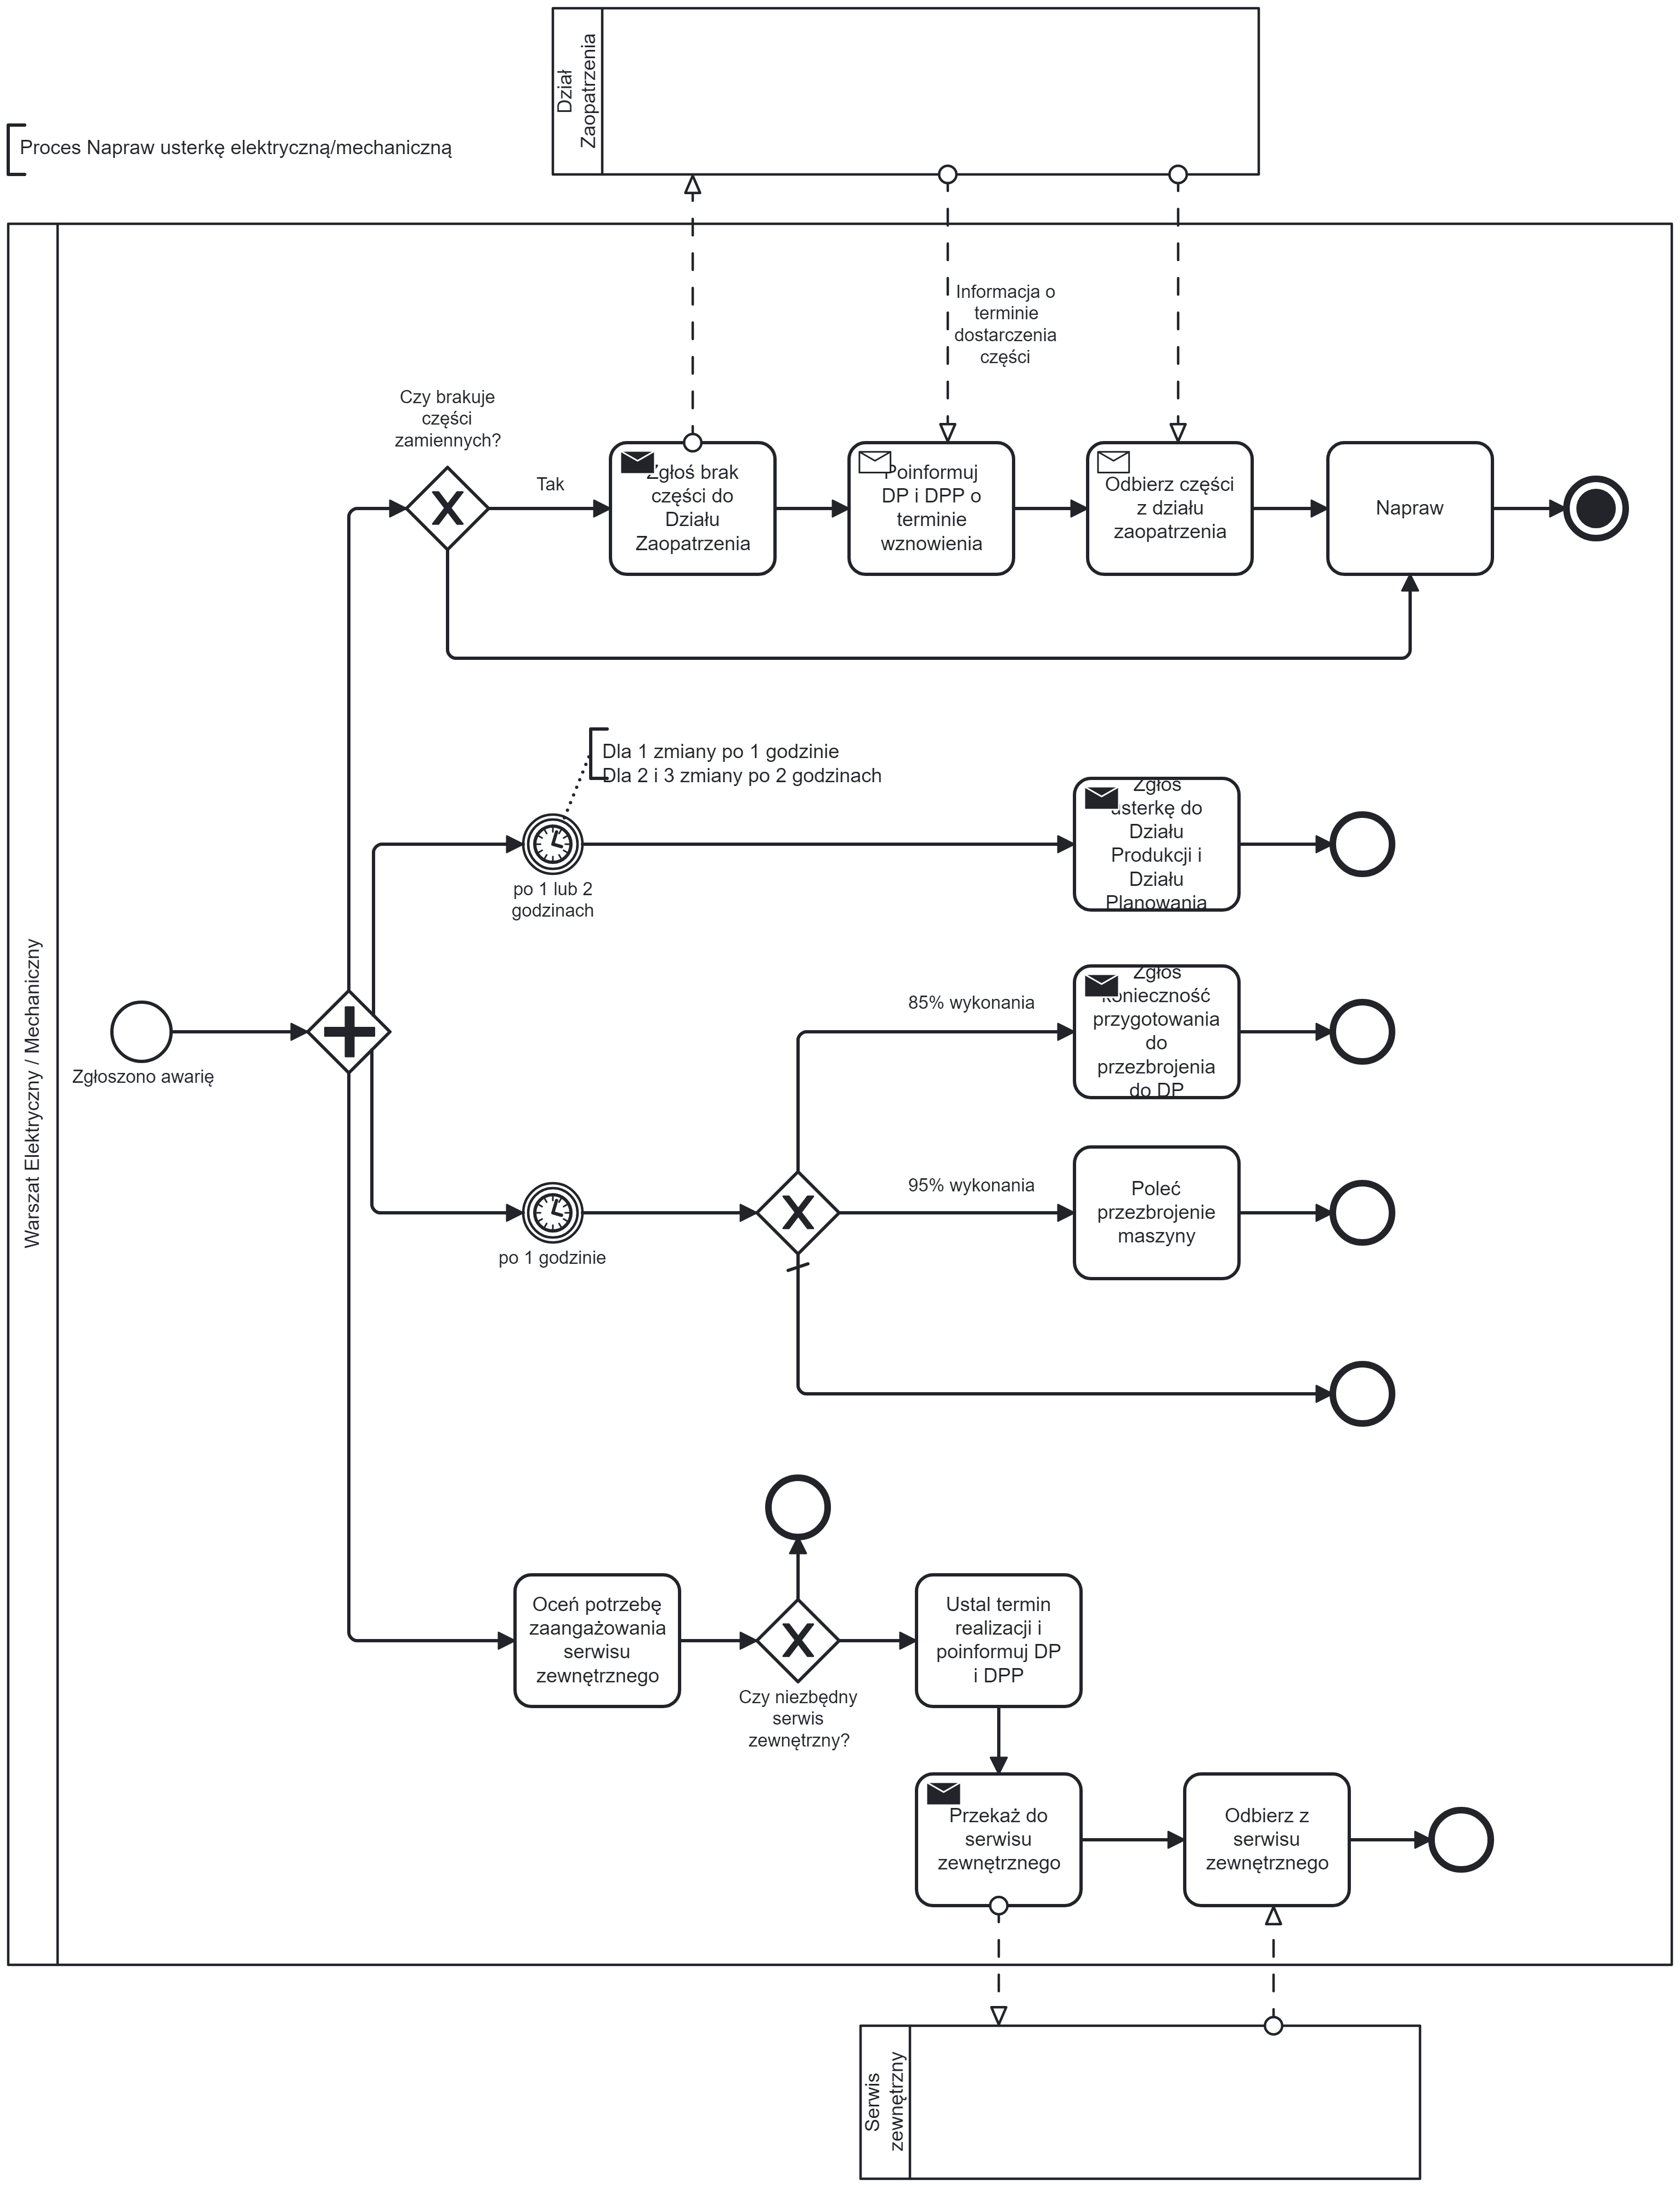 Dział
Zaopatrzenia
Proces Napraw usterkę elektryczną/mechaniczną
Warszat Elektryczny / Mechaniczny
Informacja o
terminie
dostarczenia
części
Czy brakuje
części
zamiennych?
Tak
Zgłoś brak
części do
Działu
Zaopatrzenia
Poinformuj
DP i DPP o
terminie
wznowienia
Odbierz części
z działu
zaopatrzenia
Napraw
Dla 1 zmiany po 1 godzinie
Dla 2 i 3 zmiany po 2 godzinach
po 1 lub 2
godzinach
Zgłoś
usterkę do
Działu
Produkcji i
Działu
Planowania
Zgłoszono awarię
85% wykonania
Zgłoś
konieczność
przygotowania
do
przezbrojenia
do DP
po 1 godzinie
95% wykonania
Poleć
przezbrojenie
maszyny
Oceń potrzebę
zaangażowania
serwisu
zewnętrznego
Czy niezbędny
serwis
zewnętrzny?
Ustal termin
realizacji i
poinformuj DP
i DPP
Przekaż do
serwisu
zewnętrznego
Odbierz z
serwisu
zewnętrznego
Serwis
zewnętrzny